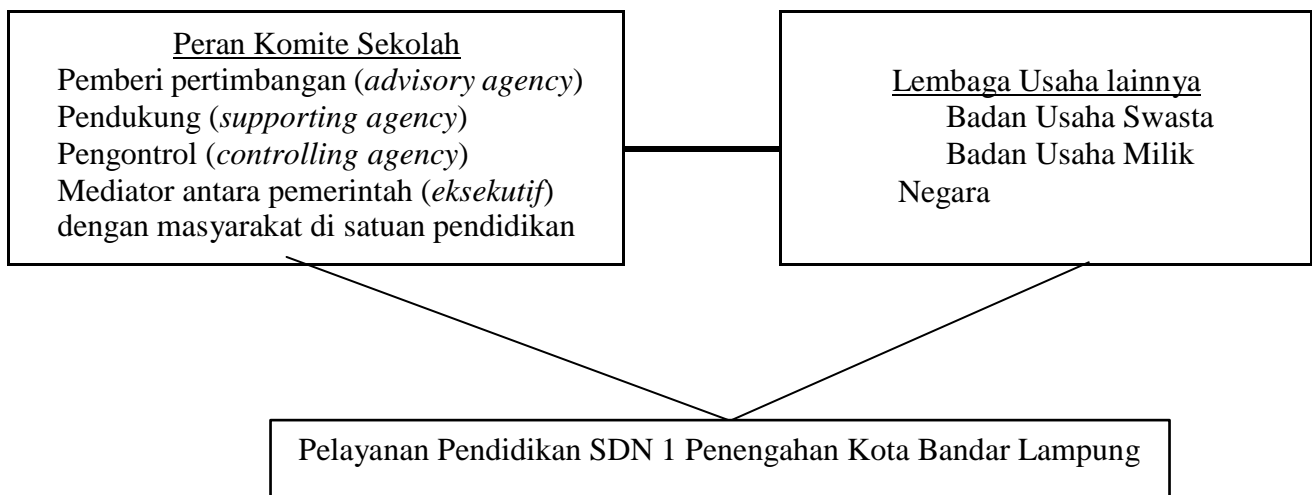 Peran Komite Sekolah
Pemberi pertimbangan (advisory agency)
Pendukung (supporting agency)
Pengontrol (controlling agency)
Mediator antara pemerintah (eksekutif)
dengan masyarakat di satuan pendidikan
Lembaga Usaha lainnya
Badan Usaha Swasta
Badan Usaha Milik
Negara
Pelayanan Pendidikan SDN 1 Penengahan Kota Bandar Lampung